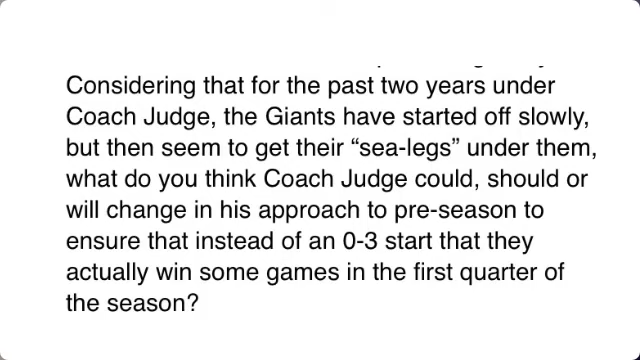 Considering that for the past two years under
Coach Judge, the Giants have started off slowly,
but then seem to get their “sea-legs” under them,
what do you think Coach Judge could, should or
will change in his approach to pre-season to
ensure that instead of an 0-3 start that they
actually win some games in the first quarter of
the season?